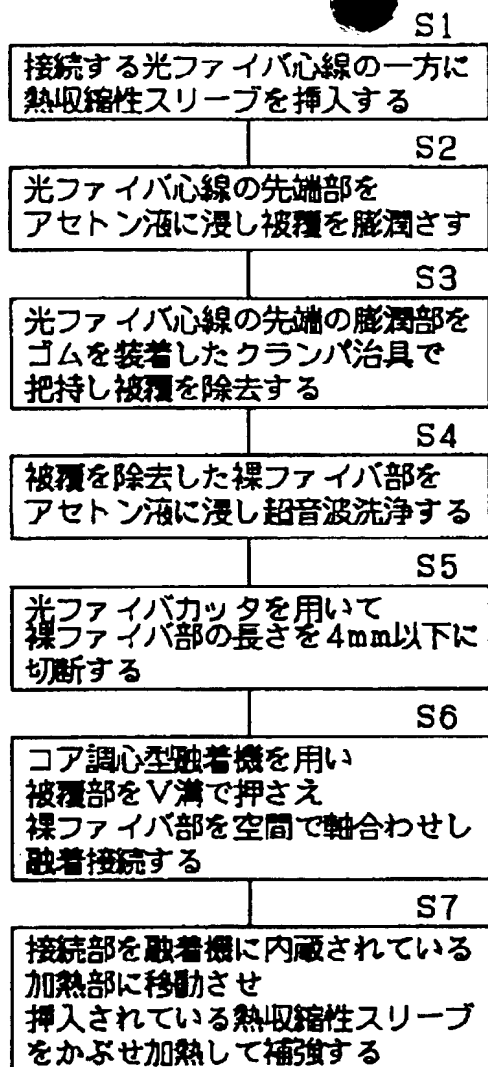 S1
接続する光ファイバ心線の一方に
熱収縮性スリーブを挿入する
S2
光ファイバ心線の先端部を
アセトン液に浸し被覆を膨潤さす
S3
光ファイバ心線の先端の膨潤部を
ゴムを装着したクランパ治具で
把持し被覆を除去する
S4
被覆を除去した裸ファイバ部を
アセトン液に浸し超音波洗浄する
S5
光ファイバカッタを用いて
裸ファイバ部の長さを4mm以下に
切断する
S6
コア調心型融着機を用い
被覆部をV溝で押さえ
裸ファイバ部を空間で軸合わせし
融着接続する
S7
接続部を融着機に内蔵されている
加熱部に移動させ
挿入されている熱収縮性スリーブ
をかぶせ加熱して補強する